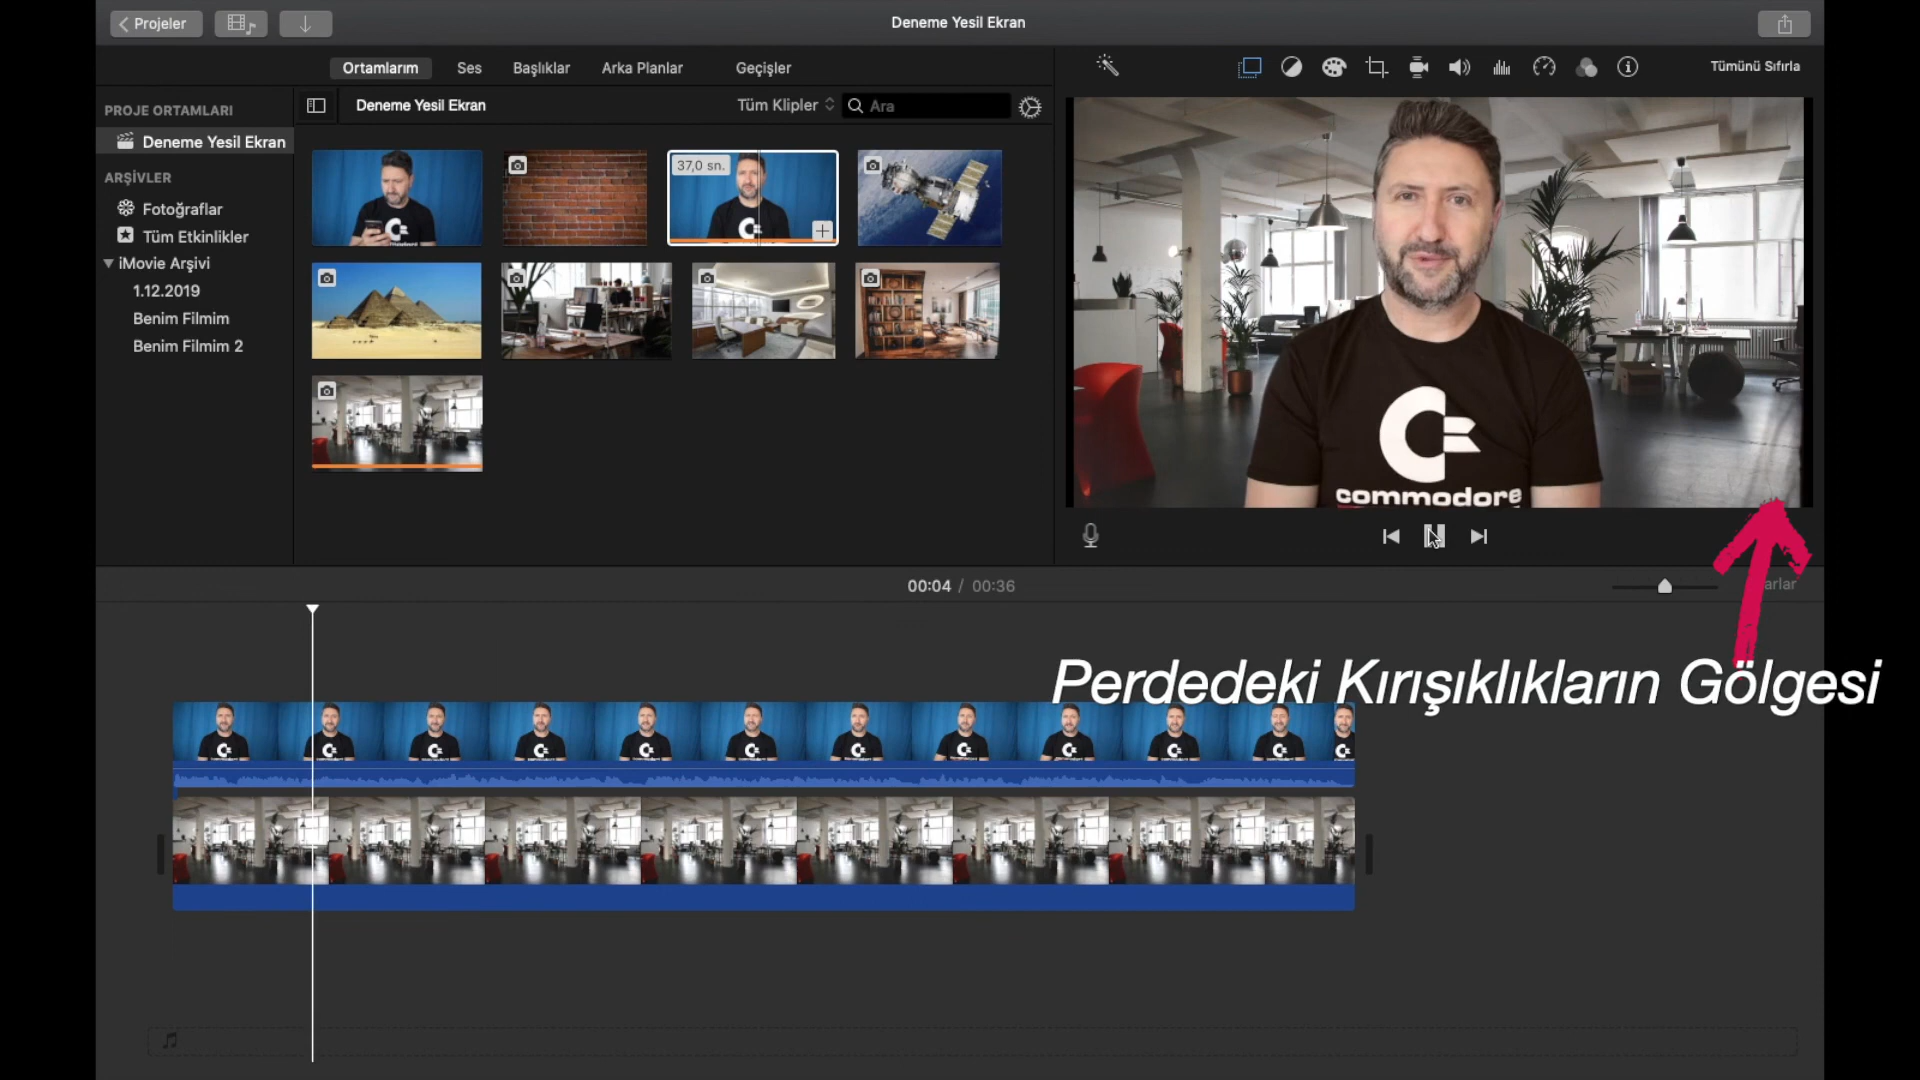 Projeler
Deneme Yesil Ekran
Ortamlarım
Ses
Başlıklar
Arka Planlar
Geçişler
Tümünü Sıfırla
PROJE ORTAMLARI
Deneme Yesil Ekran
Tüm Klipler
Ara
Deneme Yesil Ekran
ARŞİVLER
Fotoğraflar
Tüm Etkinlikler
iMovie Arşivi
1.12.2019
Benim Filmim
Benim Filmim 2
37,0 sn.
commodore
00:04 / 00:36
arlar
Perdedeki Kırışıklıkların Gölgesi